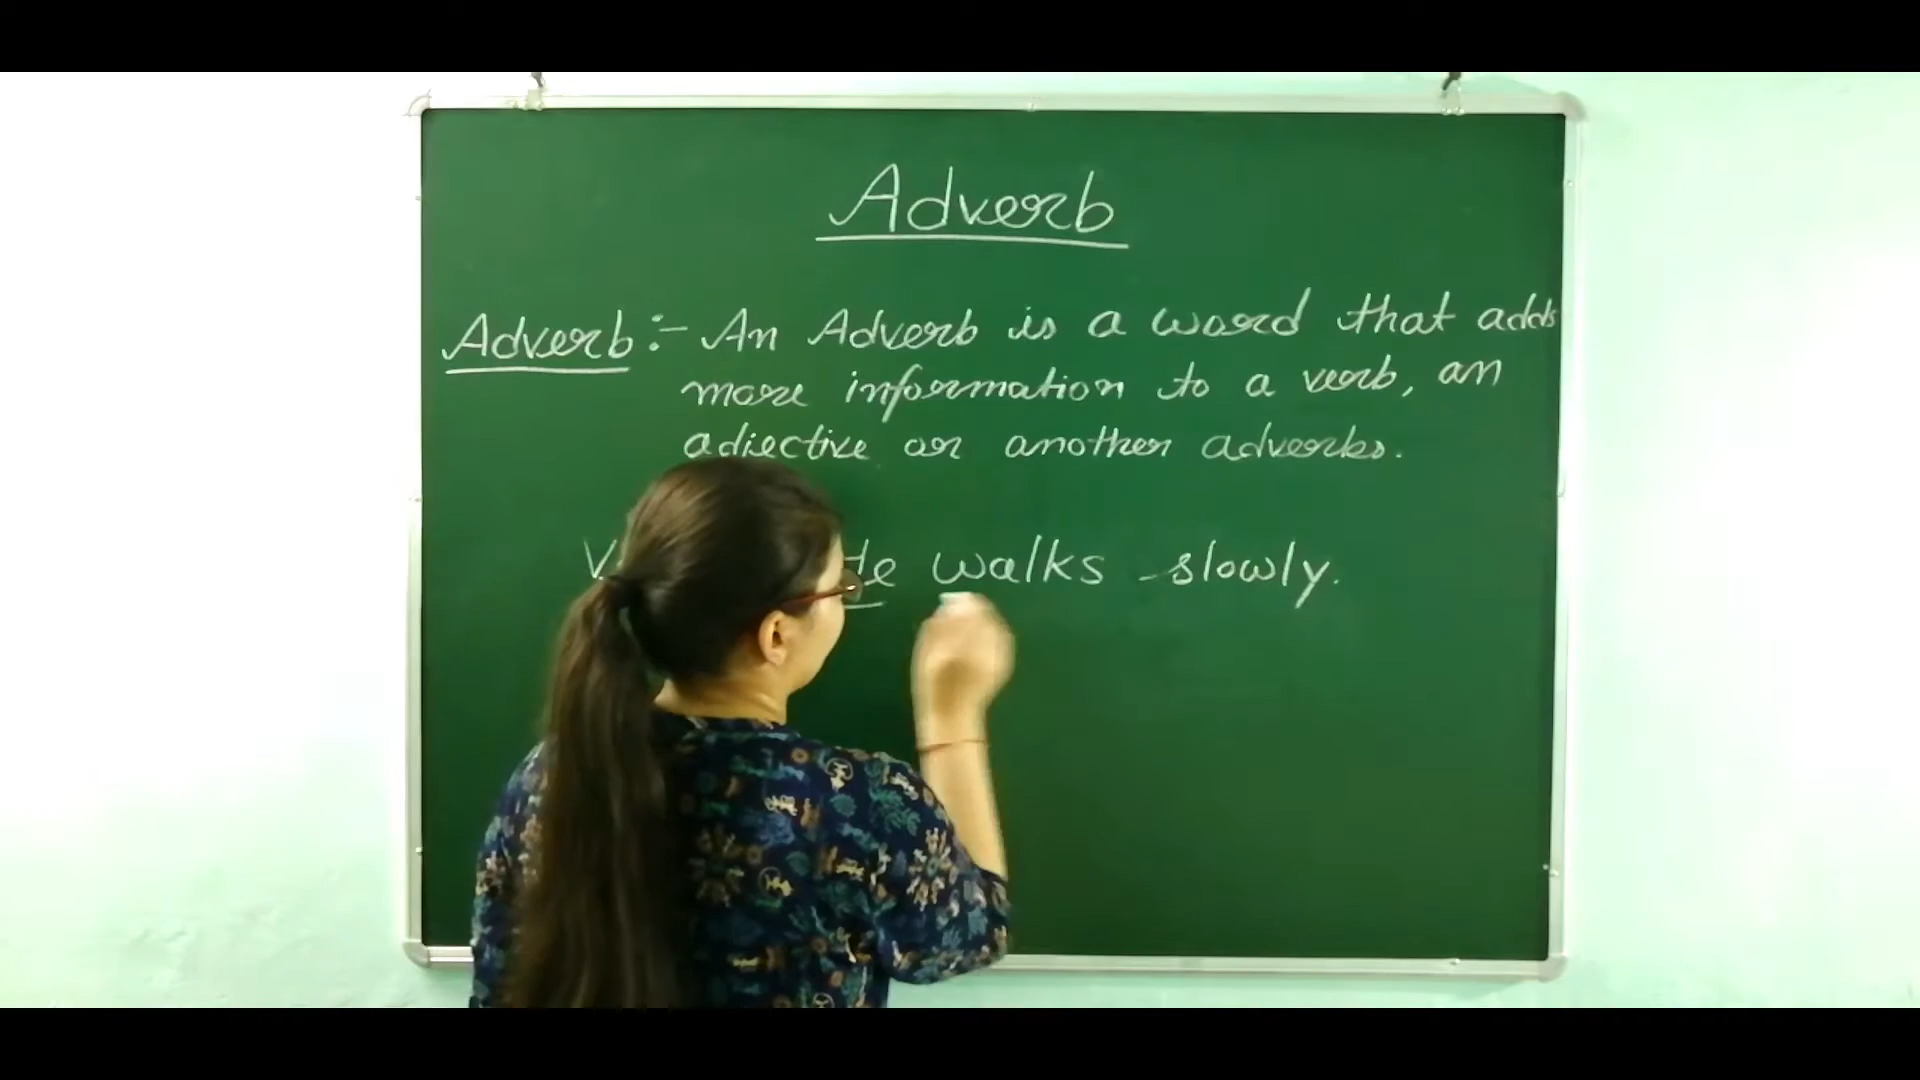 Adverb
Adverb :- An Adverb is a word that adds
more information to a verb, an
adjective or another adverbs.
He walks slowly.